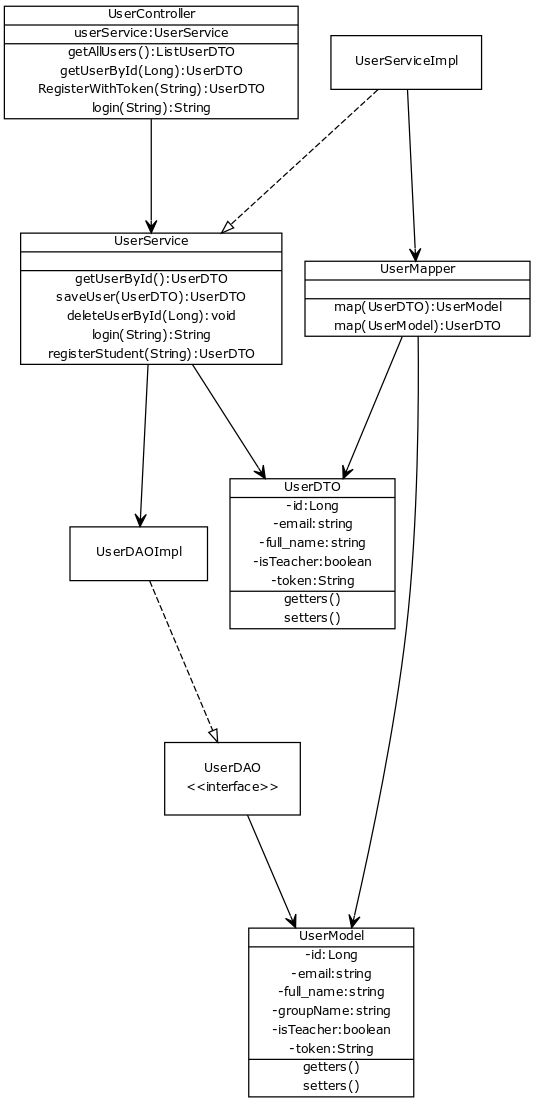 UserController
userService:UserService
getAllUsers():ListUserDTO
getUserById(Long):UserDTO
RegisterWithToken(String):UserDTO
login(String):String
UserServiceImpl
UserService
getUserById():UserDTO
saveUser(UserDTO):UserDTO
deleteUserById(Long):void
login(String):String
registerStudent(String):UserDTO
UserMapper
map(UserDTO):UserModel
map(UserModel):UserDTO
UserDTO
-id:Long
-email:string
-full_name:string
-isTeacher:boolean
-token:String
getters()
setters()
UserDAOImpl
UserDAO
<<interface>>
UserModel
-id:Long
-email:string
-full_name:string
-groupName:string
-isTeacher:boolean
-token:String
getters()
setters()